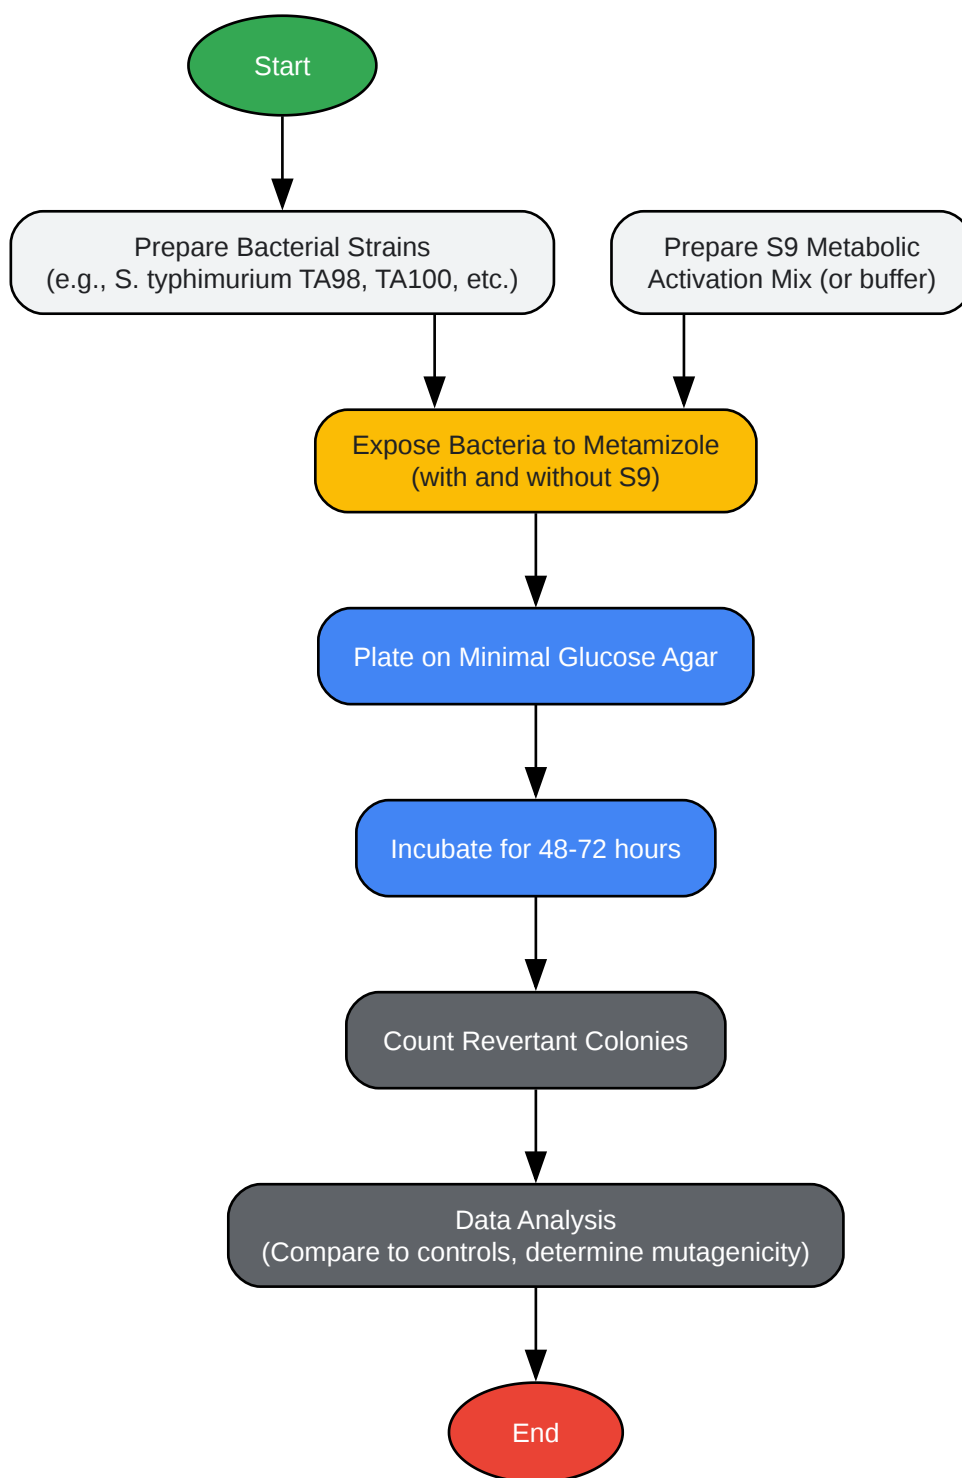 Start
Prepare Bacterial Strains
(e.g., S. typhimurium TA98, TA100, etc.)
Prepare S9 Metabolic
Activation Mix (or buffer)
Expose Bacteria to Metamizole
(with and without S9)
Plate on Minimal Glucose Agar
Incubate for 48-72 hours
Count Revertant Colonies
Data Analysis
(Compare to controls, determine mutagenicity)
End